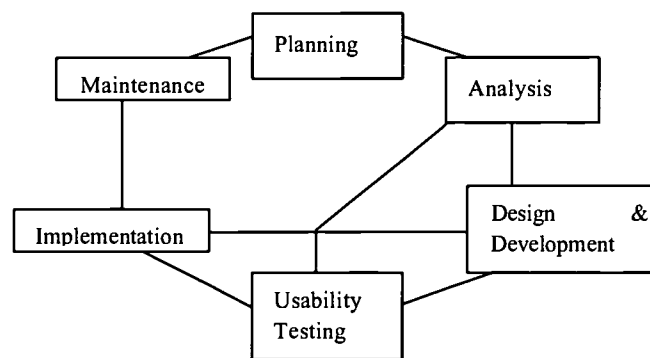 Planning
Maintenance
Analysis
Implementation
Design &
Development
Usability
Testing